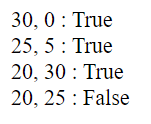 30, 0 : True
25, 5 : True
20, 30 : True
20, 25 : False